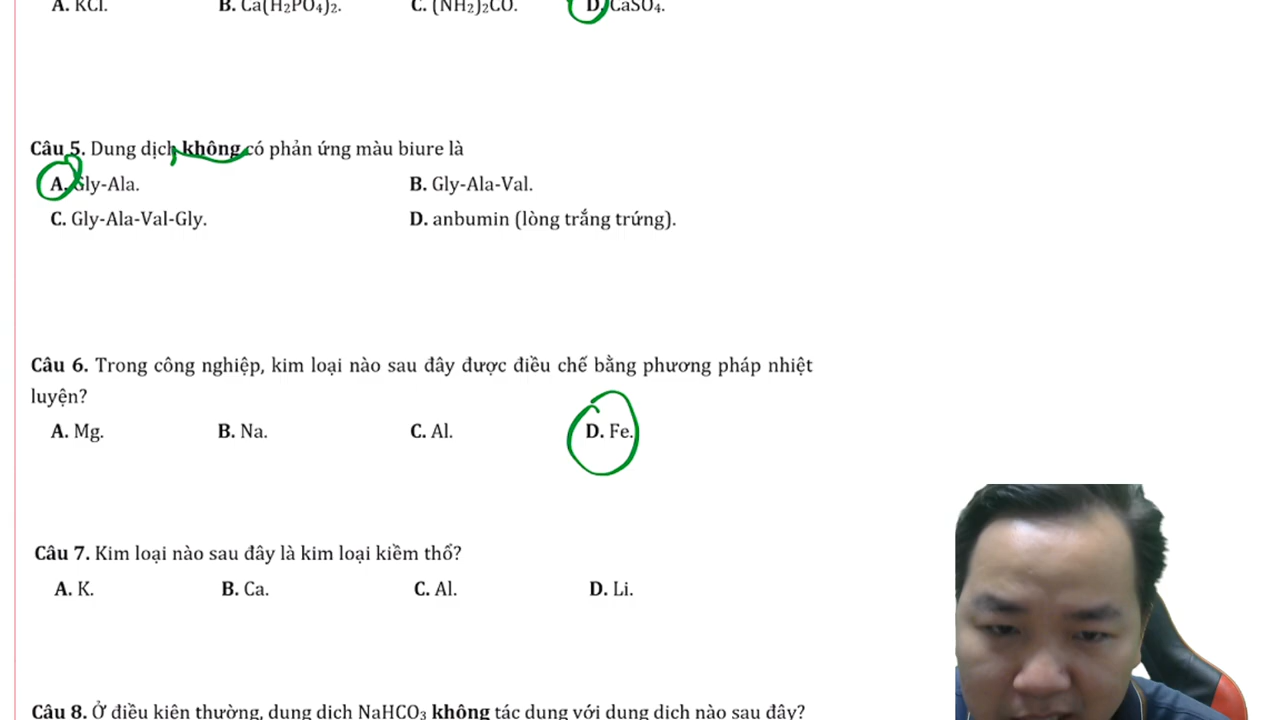 A. KCl. B. Ca(H₂PO₄)₂. C. (NH₂)₂CO. D. CaSO₄.
Câu 5. Dung dịch không có phản ứng màu biure là
A. Gly-Ala. B. Gly-Ala-Val.
C. Gly-Ala-Val-Gly. D. anbumin (lòng trắng trứng).
Câu 6. Trong công nghiệp, kim loại nào sau đây được điều chế bằng phương pháp nhiệt
luyện?
A. Mg. B. Na. C. Al. D. Fe.
Câu 7. Kim loại nào sau đây là kim loại kiềm thổ?
A. K. B. Ca. C. Al. D. Li.
Câu 8. Ở điều kiện thường, dung dịch NaHCO₃ không tác dụng với dung dịch nào sau đây?